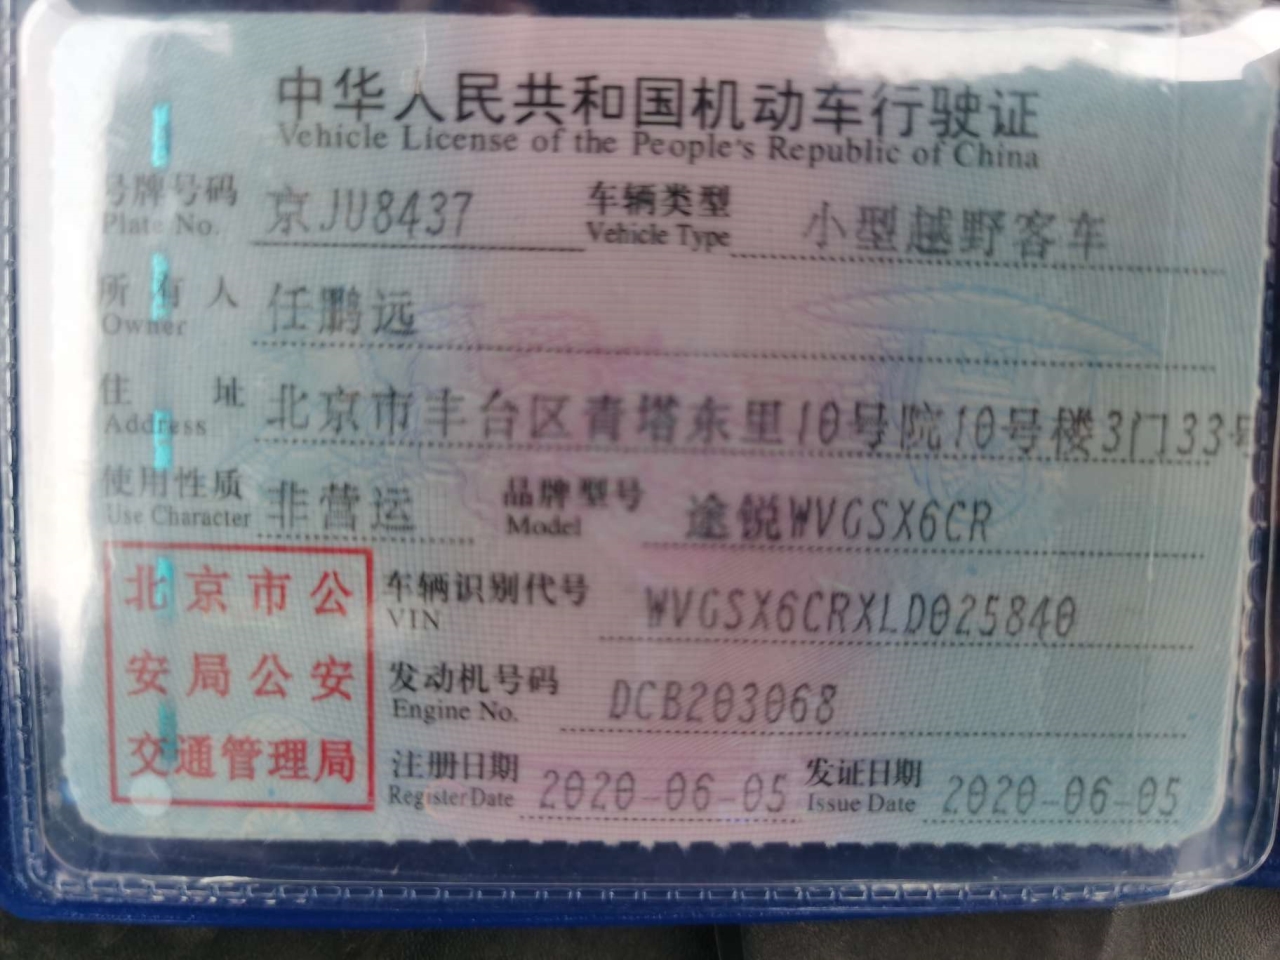 中华人民共和国机动车行驶证
Vehicle License of the People's Republic of China
号牌号码 京JU8437 车辆类型 小型越野客车
Plate No. Vehicle Type
所有人 任鹏远
Owner
住址 北京市丰台区青塔东里10号院10号楼3门33号
Address
使用性质 非营运 品牌型号 途锐WVGSX6CR
Use Character Model
北京市公
安局公安
交通管理局
车辆识别代号 WVGSX6CRXLD025840
VIN
发动机号码 DCB203068
Engine No.
注册日期 2020-06-05 发证日期 2020-06-05
Register Date Issue Date